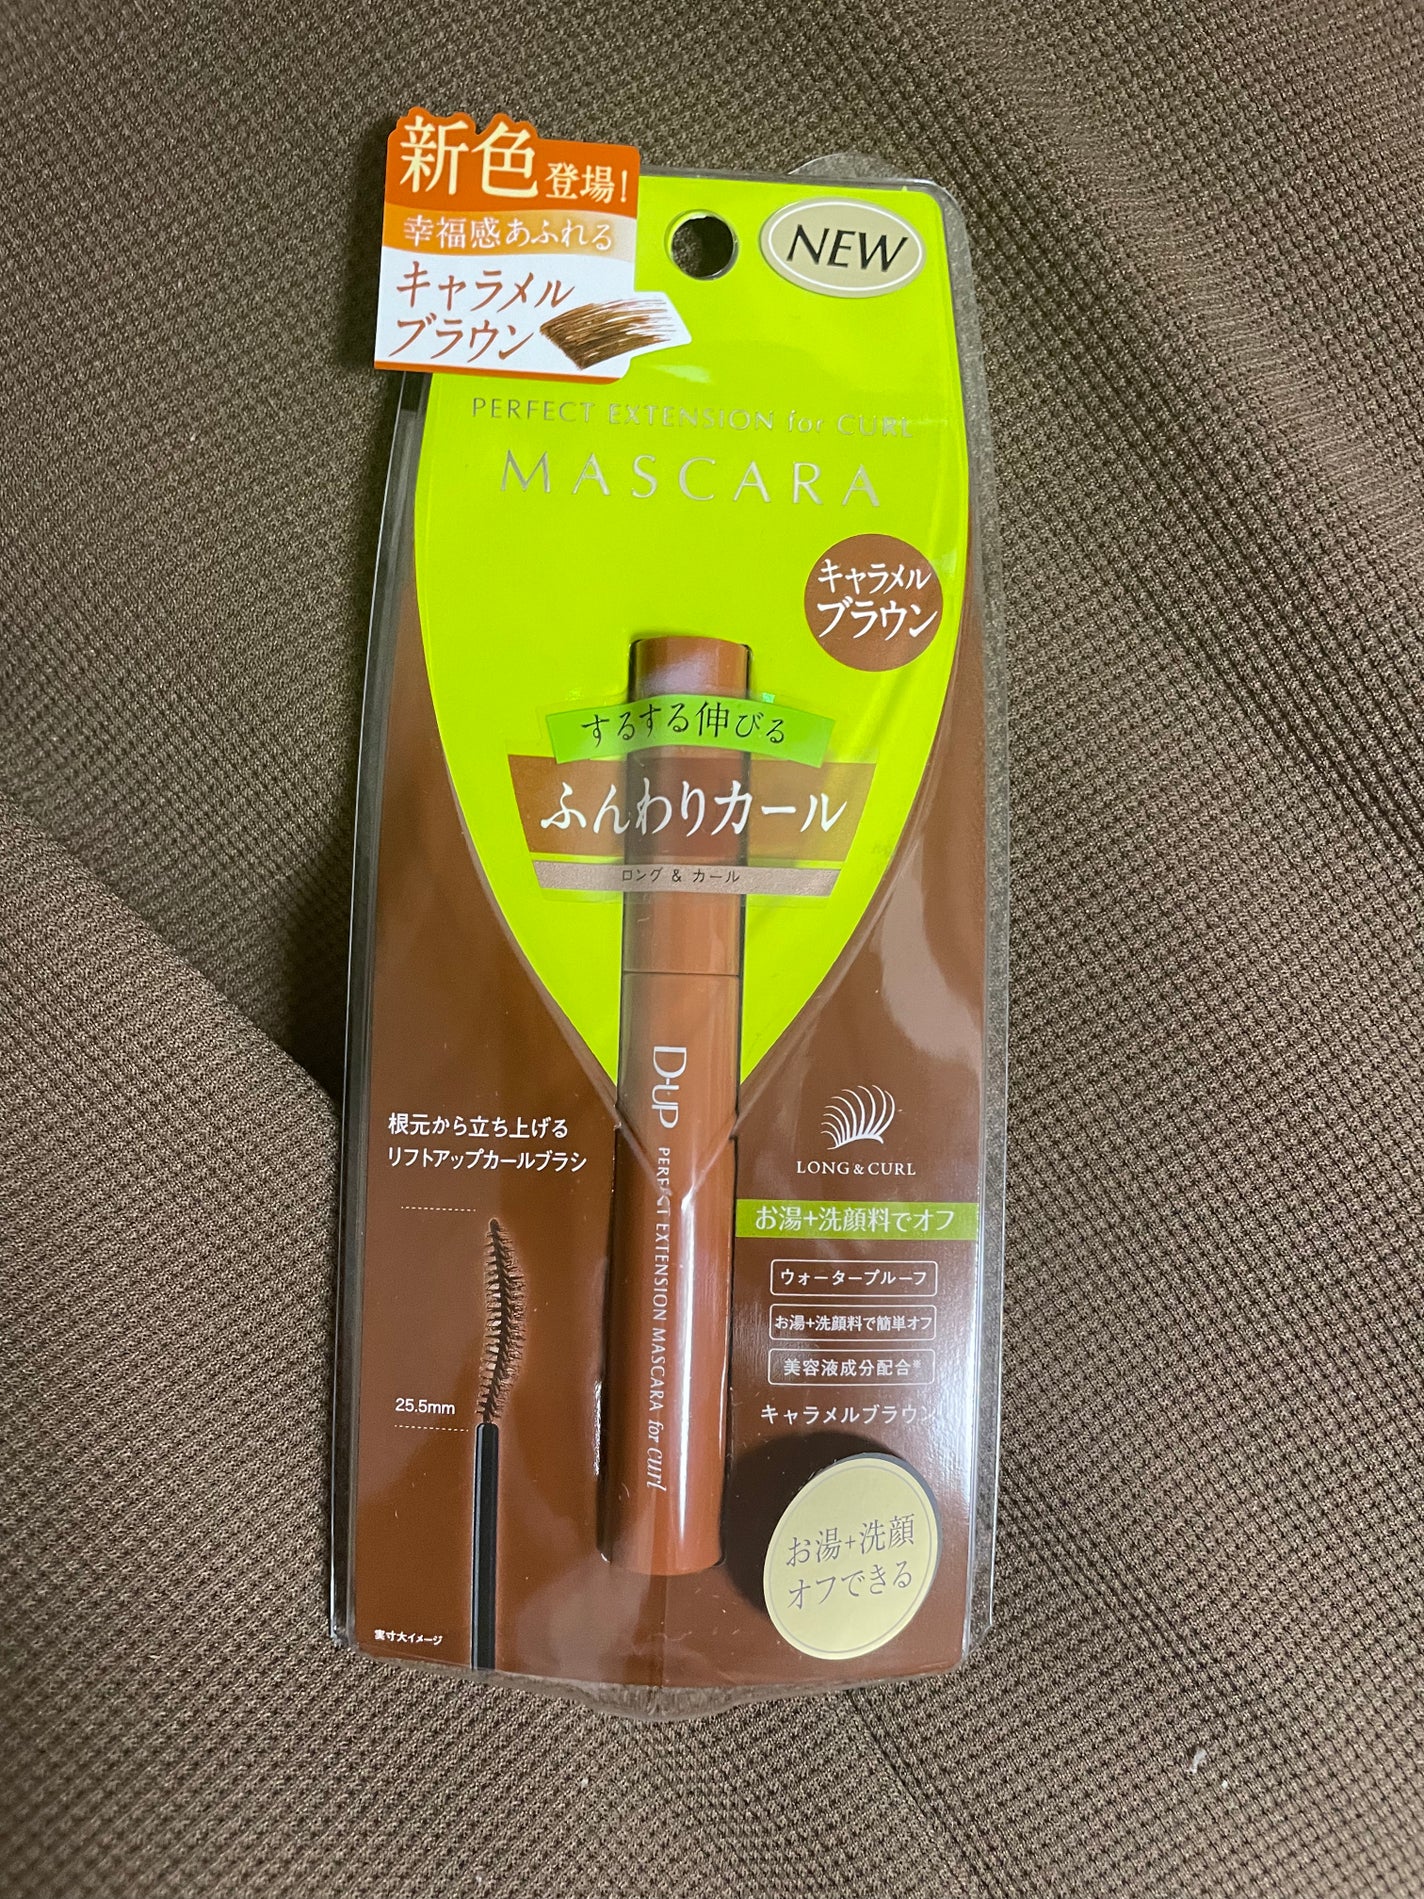 新色登場!
幸福感あふれる
キャラメル
ブラウン
NEW
PERFECT EXTENSION for CURL
MASCARA
キャラメル
ブラウン
するする伸びる
ふんわりカール
ロング & カール
D-UP
PERFECT EXTENSION MASCARA for curl
根元から立ち上げる
リフトアップカールブラシ
25.5mm
実寸大イメージ
LONG & CURL
お湯+洗顔料でオフ
ウォータープルーフ
お湯+洗顔料で簡単オフ
美容液成分配合※
キャラメルブラウン
お湯+洗顔
オフできる